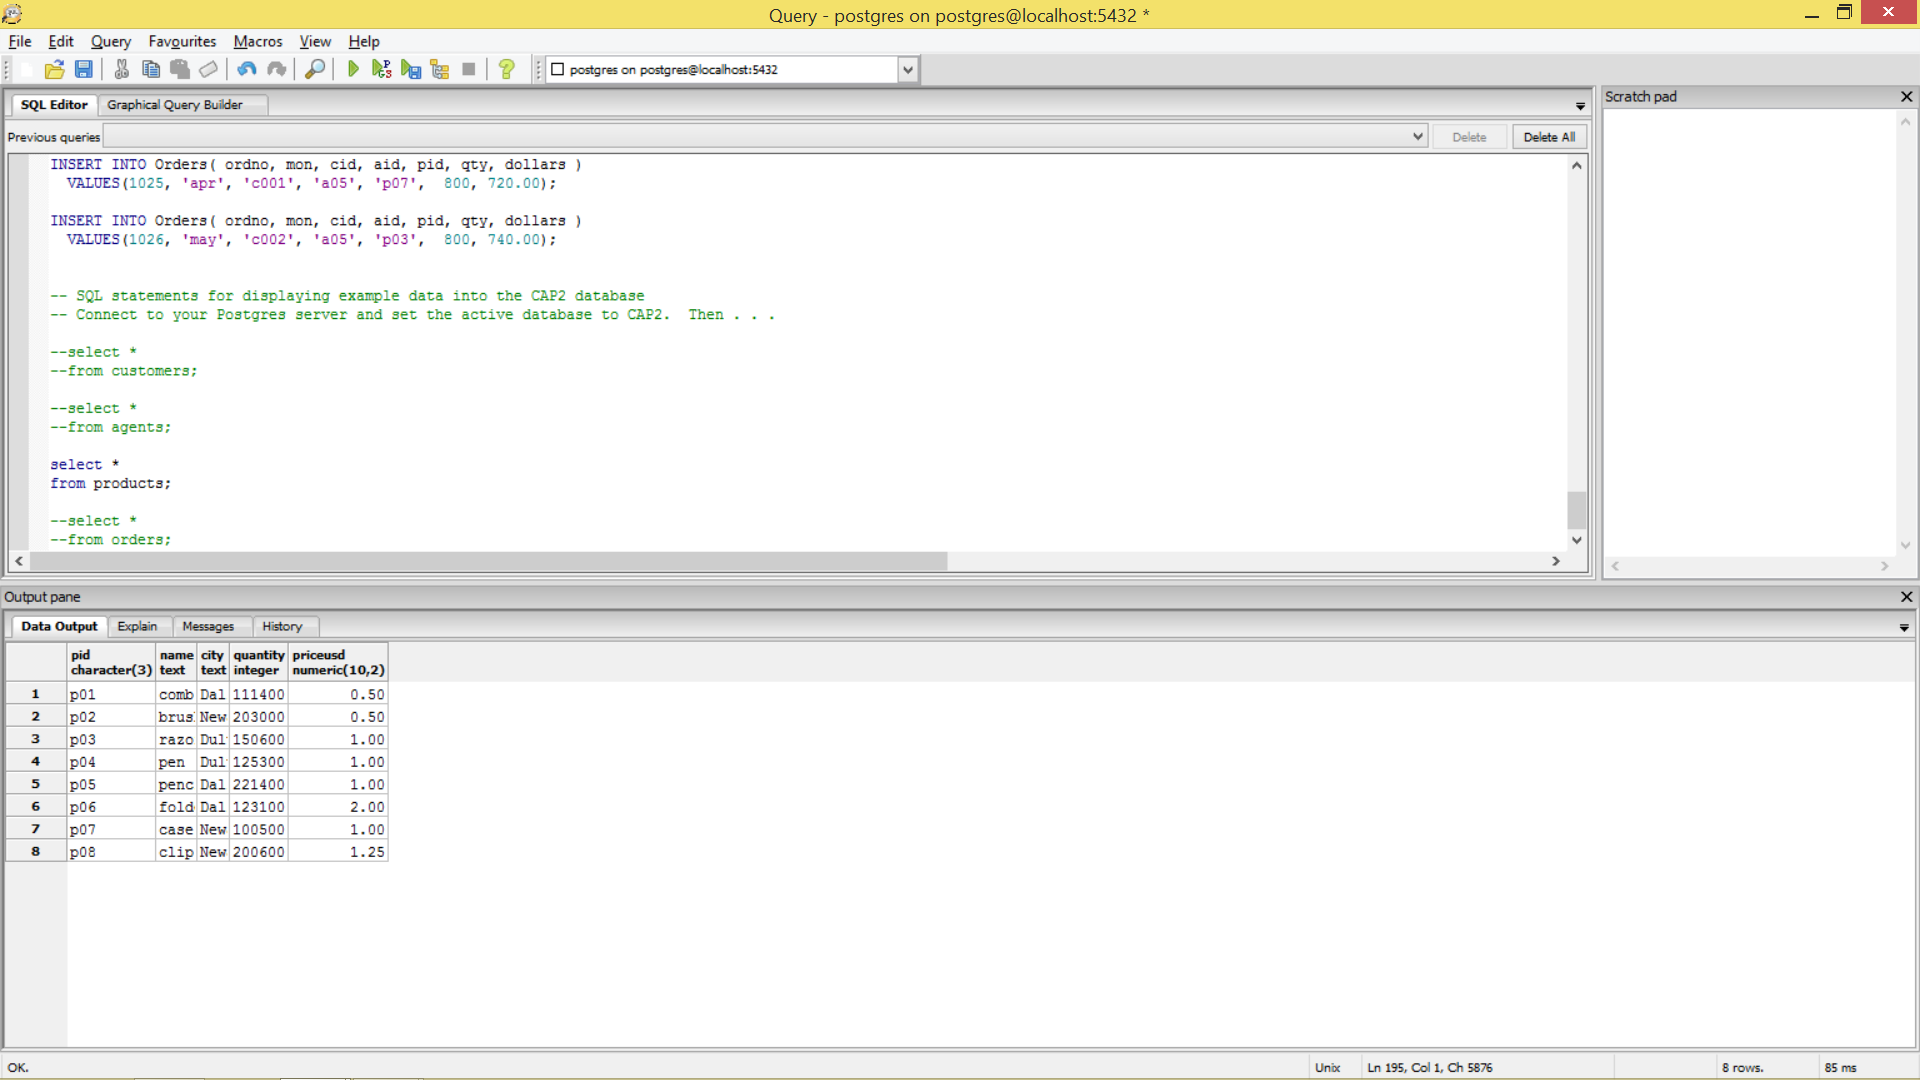 Query - postgres on postgres@localhost:5432 *
File Edit Query Favourites Macros View Help
postgres on postgres@localhost:5432
SQL Editor Graphical Query Builder
Scratch pad
Previous queries Delete Delete All
INSERT INTO Orders( ordno, mon, cid, aid, pid, qty, dollars )
VALUES(1025, 'apr', 'c001', 'a05', 'p07',  800, 720.00);
INSERT INTO Orders( ordno, mon, cid, aid, pid, qty, dollars )
VALUES(1026, 'may', 'c002', 'a05', 'p03',  800, 740.00);
-- SQL statements for displaying example data into the CAP2 database
-- Connect to your Postgres server and set the active database to CAP2.  Then . . .
--select *
--from customers;
--select *
--from agents;
select *
from products;
--select *
--from orders;
Output pane
Data Output Explain Messages History
pid name city quantity priceusd
character(3) text text integer numeric(10,2)
1 p01 comb Dal 111400 0.50
2 p02 brus New 203000 0.50
3 p03 razo Dul 150600 1.00
4 p04 pen Dul 125300 1.00
5 p05 penc Dal 221400 1.00
6 p06 fold Dal 123100 2.00
7 p07 case New 100500 1.00
8 p08 clip New 200600 1.25
OK. Unix Ln 195, Col 1, Ch 5876 8 rows. 85 ms